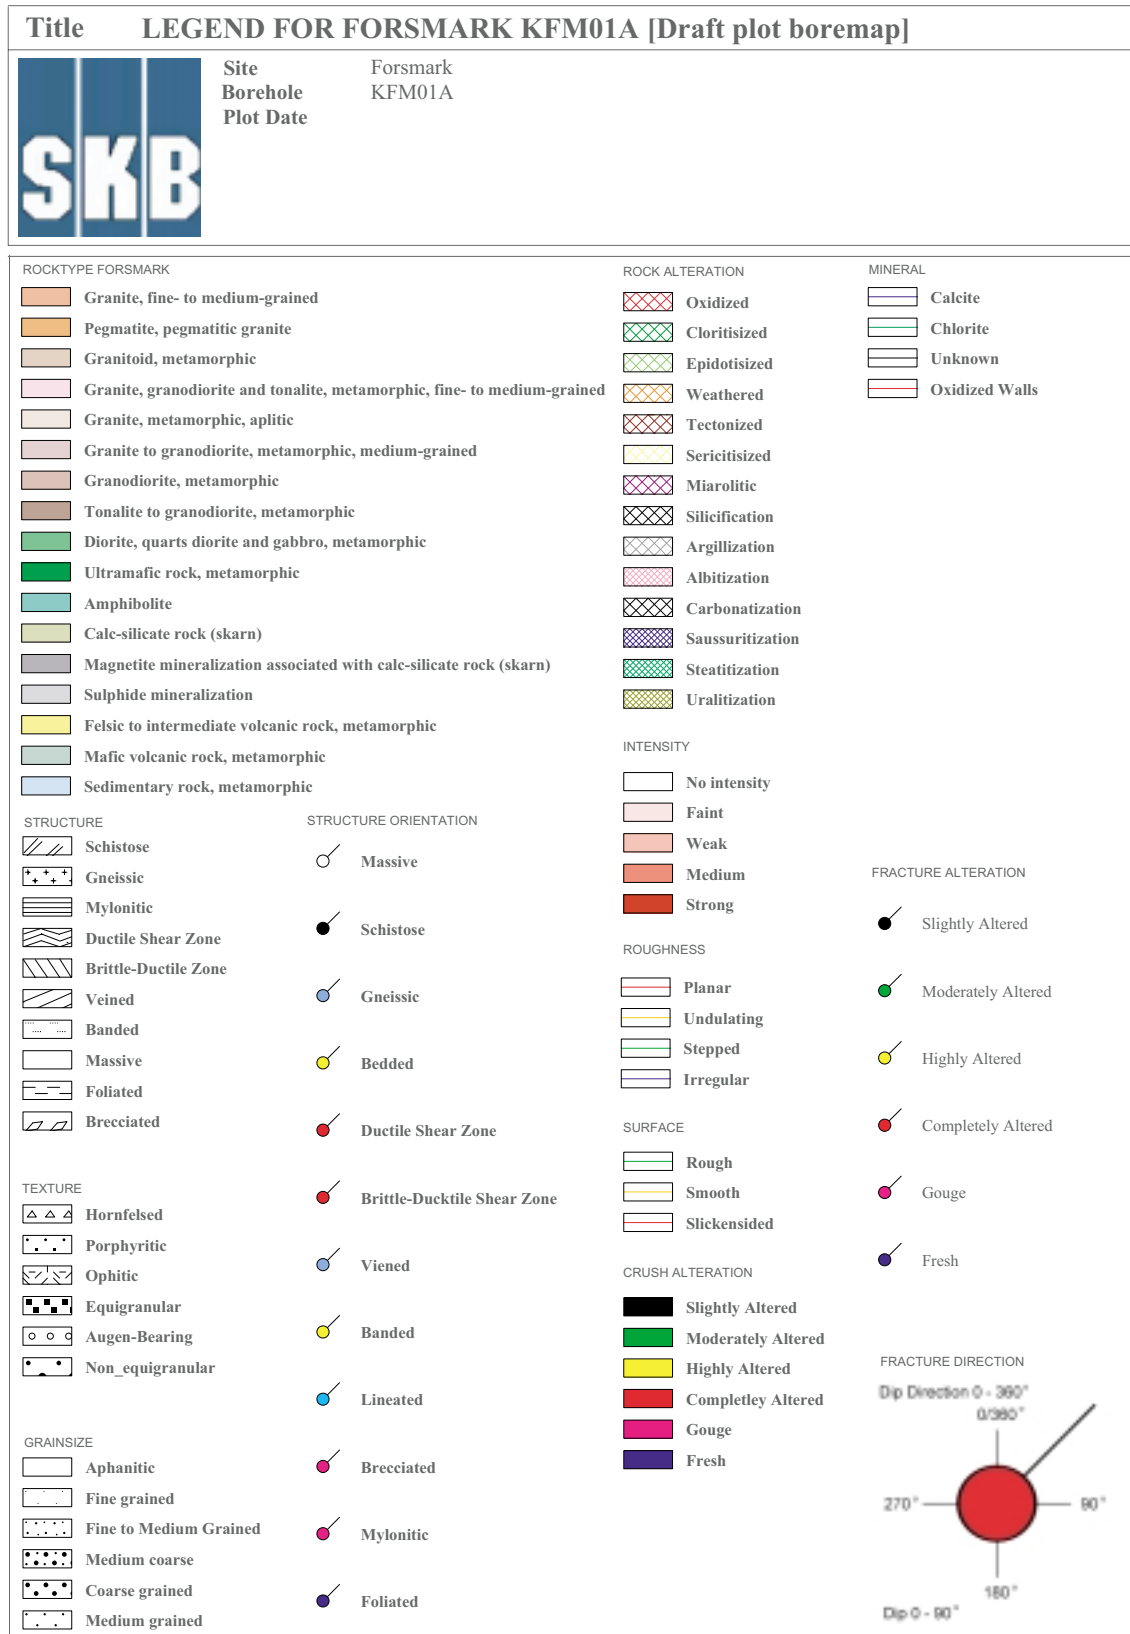 Title LEGEND FOR FORSMARK KFM01A [Draft plot boremap]
SKB
Site Forsmark
Borehole KFM01A
Plot Date
ROCKTYPE FORSMARK
Granite, fine- to medium-grained
Pegmatite, pegmatitic granite
Granitoid, metamorphic
Granite, granodiorite and tonalite, metamorphic, fine- to medium-grained
Granite, metamorphic, aplitic
Granite to granodiorite, metamorphic, medium-grained
Granodiorite, metamorphic
Tonalite to granodiorite, metamorphic
Diorite, quarts diorite and gabbro, metamorphic
Ultramafic rock, metamorphic
Amphibolite
Calc-silicate rock (skarn)
Magnetite mineralization associated with calc-silicate rock (skarn)
Sulphide mineralization
Felsic to intermediate volcanic rock, metamorphic
Mafic volcanic rock, metamorphic
Sedimentary rock, metamorphic
STRUCTURE
Schistose
Gneissic
Mylonitic
Ductile Shear Zone
Brittle-Ductile Zone
Veined
Banded
Massive
Foliated
Brecciated
TEXTURE
Hornfelsed
Porphyritic
Ophitic
Equigranular
Augen-Bearing
Non_equigranular
GRAINSIZE
Aphanitic
Fine grained
Fine to Medium Grained
Medium coarse
Coarse grained
Medium grained
STRUCTURE ORIENTATION
Massive
Schistose
Gneissic
Bedded
Ductile Shear Zone
Brittle-Ducktile Shear Zone
Viened
Banded
Lineated
Brecciated
Mylonitic
Foliated
ROCK ALTERATION
Oxidized
Cloritisized
Epidotisized
Weathered
Tectonized
Sericitisized
Miarolitic
Silicification
Argillization
Albitization
Carbonatization
Saussuritization
Steatitization
Uralitization
INTENSITY
No intensity
Faint
Weak
Medium
Strong
ROUGHNESS
Planar
Undulating
Stepped
Irregular
SURFACE
Rough
Smooth
Slickensided
CRUSH ALTERATION
Slightly Altered
Moderately Altered
Highly Altered
Completley Altered
Gouge
Fresh
MINERAL
Calcite
Chlorite
Unknown
Oxidized Walls
FRACTURE ALTERATION
Slightly Altered
Moderately Altered
Highly Altered
Completely Altered
Gouge
Fresh
FRACTURE DIRECTION
Dip Direction 0 - 360°
0/360°
270° 90°
180°
Dip 0 - 90°